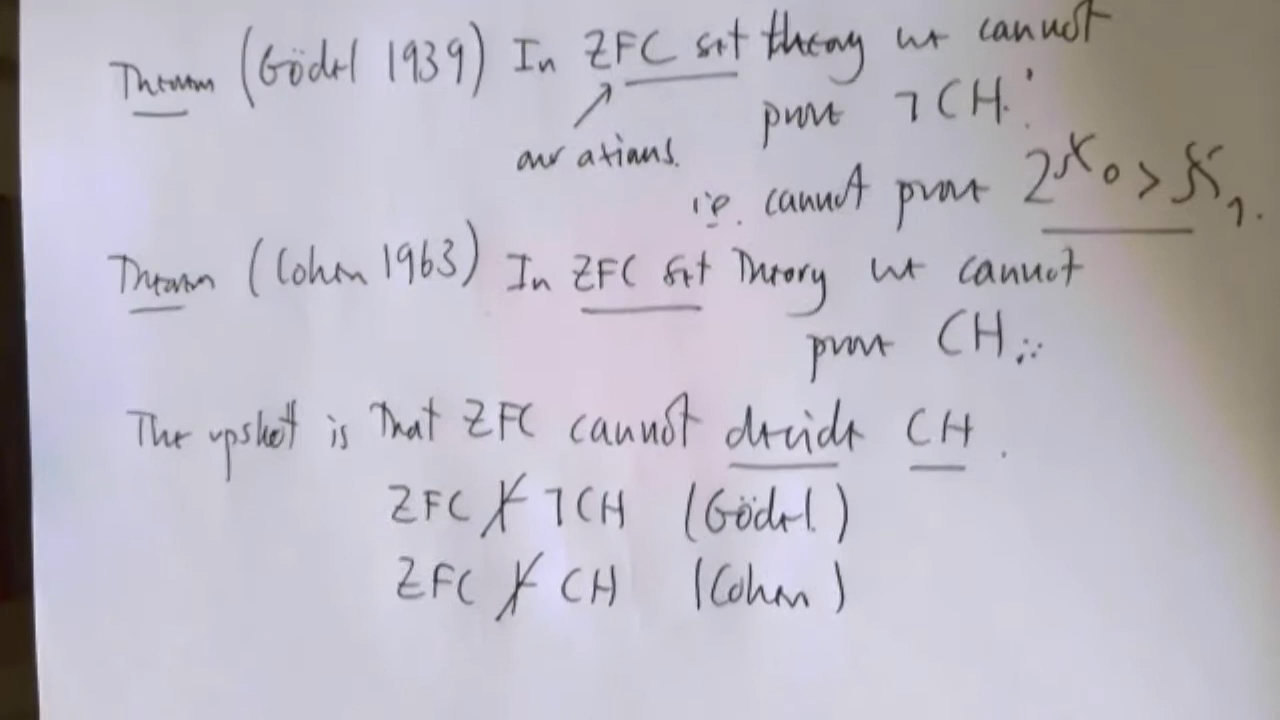 Theorem (Gödel 1939) In ZFC set theory we cannot
prove ¬CH.
our axioms.
i.e. cannot prove 2^ℵ₀ > ℵ₁.
Theorem (Cohen 1963) In ZFC set Theory we cannot
prove CH.
The upshot is That ZFC cannot decide CH.
ZFC ⊬ ¬CH (Gödel)
ZFC ⊬ CH (Cohen)